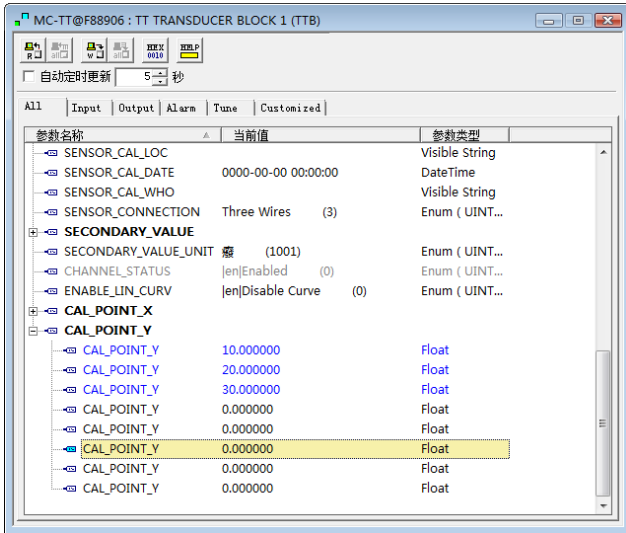 MC-TT@F88906 : TT TRANSDUCER BLOCK 1 (TTB)
R all W all HEX 0010 HELP
自动定时更新 5 秒
All Input Output Alarm Tune Customized
参数名称 当前值 参数类型
SENSOR_CAL_LOC Visible String
SENSOR_CAL_DATE 0000-00-00 00:00:00 DateTime
SENSOR_CAL_WHO Visible String
SENSOR_CONNECTION Three Wires (3) Enum ( UINT...
SECONDARY_VALUE
SECONDARY_VALUE_UNIT 癈 (1001) Enum ( UINT...
CHANNEL_STATUS |en|Enabled (0) Enum ( UINT...
ENABLE_LIN_CURV |en|Disable Curve (0) Enum ( UINT...
CAL_POINT_X
CAL_POINT_Y
CAL_POINT_Y 10.000000 Float
CAL_POINT_Y 20.000000 Float
CAL_POINT_Y 30.000000 Float
CAL_POINT_Y 0.000000 Float
CAL_POINT_Y 0.000000 Float
CAL_POINT_Y 0.000000 Float
CAL_POINT_Y 0.000000 Float
CAL_POINT_Y 0.000000 Float